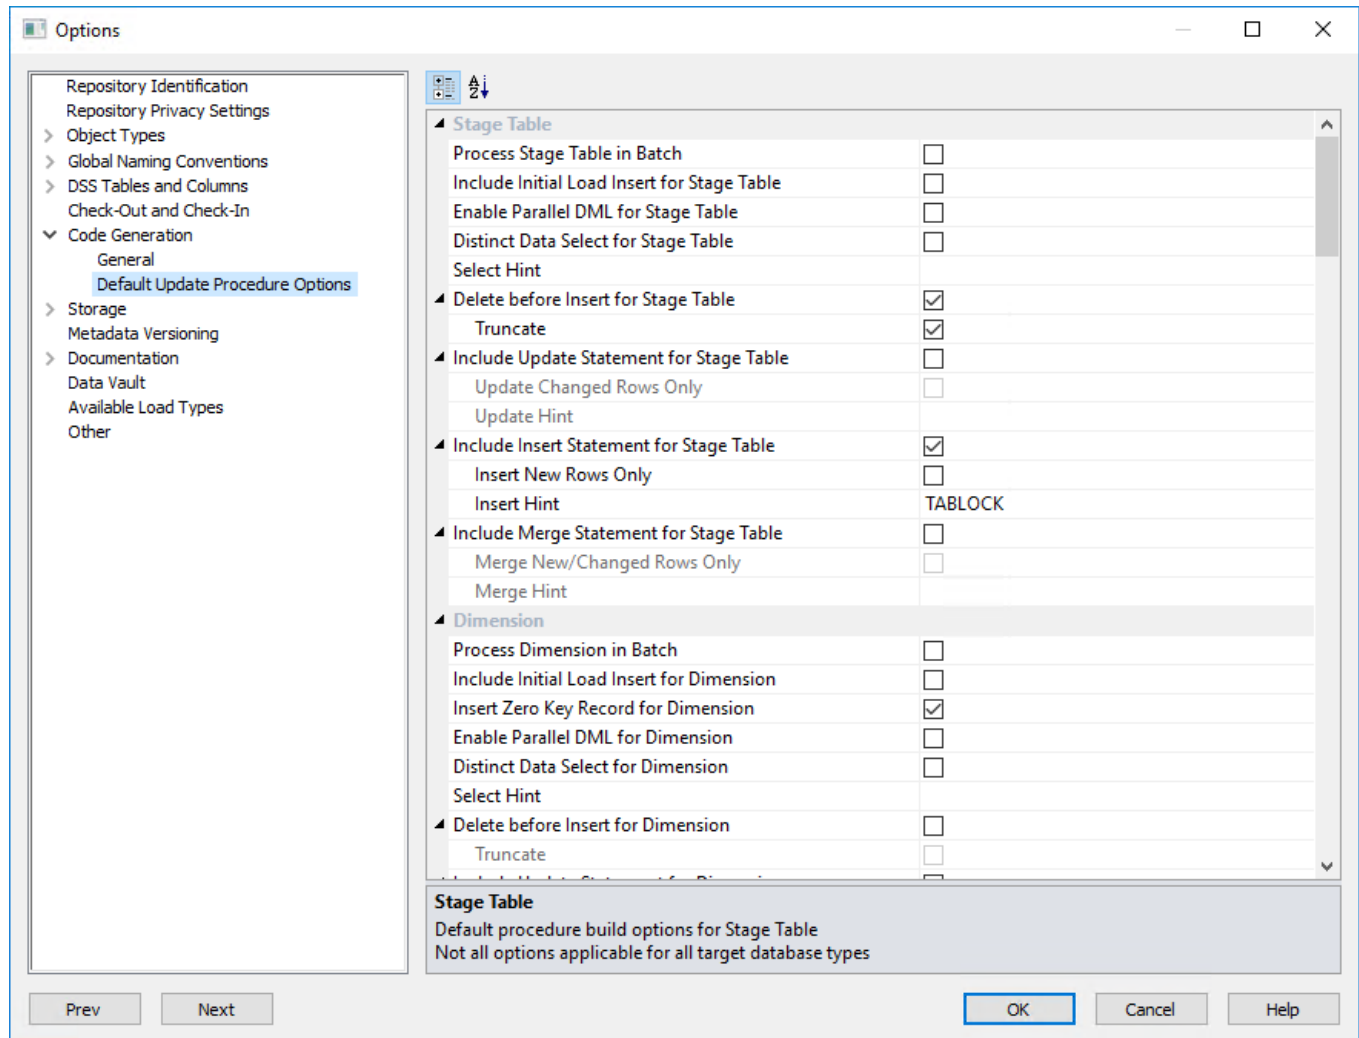 Options
Repository Identification
Repository Privacy Settings
Object Types
Global Naming Conventions
DSS Tables and Columns
Check-Out and Check-In
Code Generation
General
Default Update Procedure Options
Storage
Metadata Versioning
Documentation
Data Vault
Available Load Types
Other
Stage Table
Process Stage Table in Batch
Include Initial Load Insert for Stage Table
Enable Parallel DML for Stage Table
Distinct Data Select for Stage Table
Select Hint
Delete before Insert for Stage Table
Truncate
Include Update Statement for Stage Table
Update Changed Rows Only
Update Hint
Include Insert Statement for Stage Table
Insert New Rows Only
Insert Hint TABLOCK
Include Merge Statement for Stage Table
Merge New/Changed Rows Only
Merge Hint
Dimension
Process Dimension in Batch
Include Initial Load Insert for Dimension
Insert Zero Key Record for Dimension
Enable Parallel DML for Dimension
Distinct Data Select for Dimension
Select Hint
Delete before Insert for Dimension
Truncate
Stage Table
Default procedure build options for Stage Table
Not all options applicable for all target database types
Prev Next OK Cancel Help